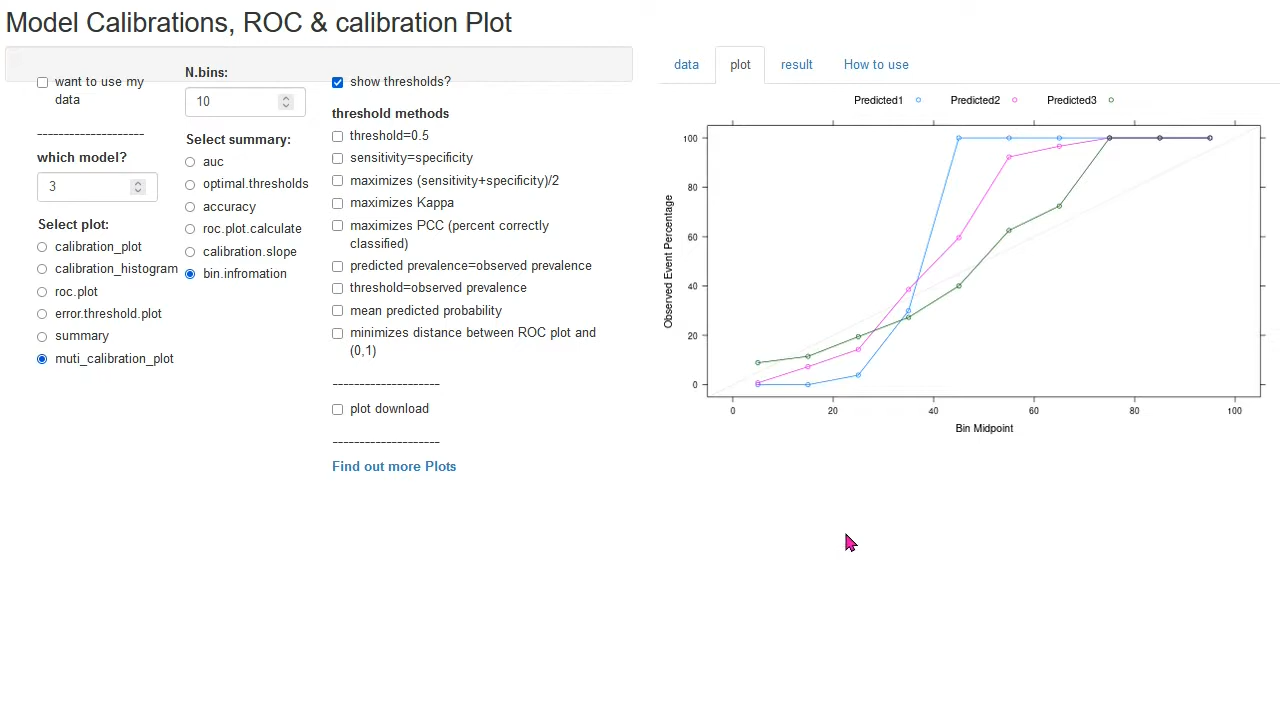 Model Calibrations, ROC & calibration Plot
want to use my
data
--------------------
which model?
3
Select plot:
calibration_plot
calibration_histogram
roc.plot
error.threshold.plot
summary
muti_calibration_plot
N.bins:
10
Select summary:
auc
optimal.thresholds
accuracy
roc.plot.calculate
calibration.slope
bin.infromation
show thresholds?
threshold methods
threshold=0.5
sensitivity=specificity
maximizes (sensitivity+specificity)/2
maximizes Kappa
maximizes PCC (percent correctly
classified)
predicted prevalence=observed prevalence
threshold=observed prevalence
mean predicted probability
minimizes distance between ROC plot and
(0,1)
--------------------
plot download
--------------------
Find out more Plots
data plot result How to use
Predicted1 Predicted2 Predicted3
Observed Event Percentage
100
80
60
40
20
0
0 20 40 60 80 100
Bin Midpoint